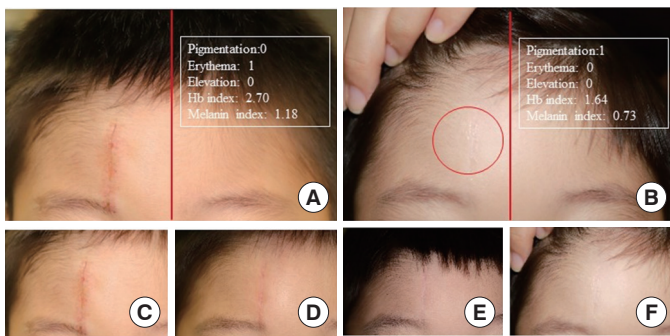 Pigmentation:0
Erythema: 1
Elevation: 0
Hb index: 2.70
Melanin index: 1.18
A
Pigmentation:1
Erythema: 0
Elevation: 0
Hb index: 1.64
Melanin index: 0.73
B
C
D
E
F